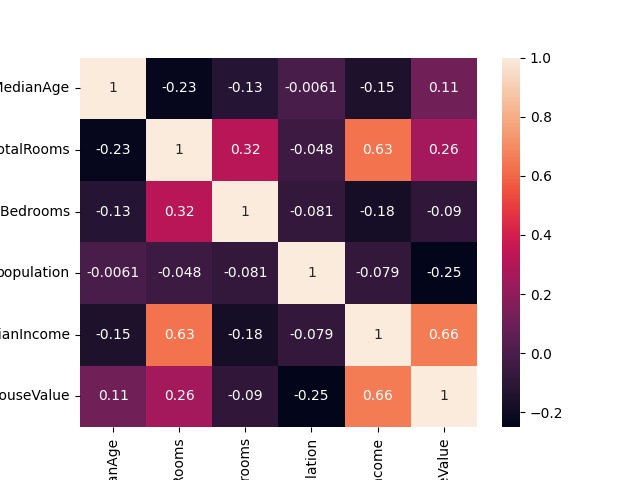 MedianAge 1 -0.23 -0.13 -0.0061 -0.15 0.11
otalRooms -0.23 1 0.32 -0.048 0.63 0.26
Bedrooms -0.13 0.32 1 -0.081 -0.18 -0.09
population -0.0061 -0.048 -0.081 1 -0.079 -0.25
ianIncome -0.15 0.63 -0.18 -0.079 1 0.66
ouseValue 0.11 0.26 -0.09 -0.25 0.66 1
anAge
Rooms
rooms
lation
ncome
eValue
1.0
0.8
0.6
0.4
0.2
0.0
−0.2